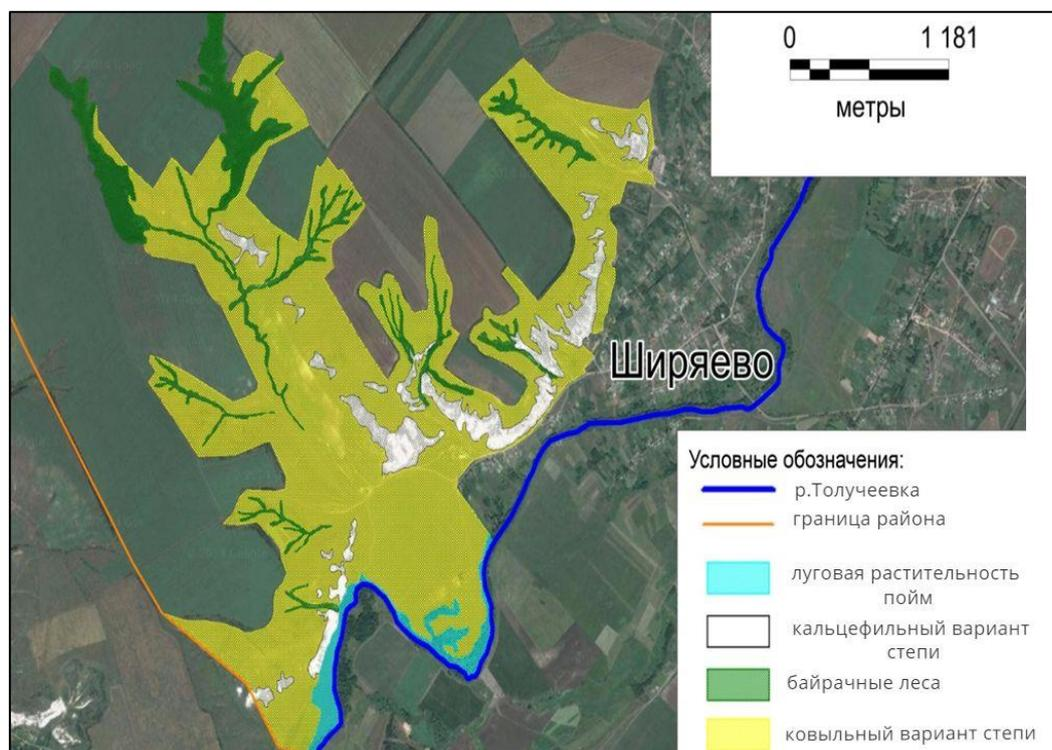 0 1 181
метры
Ширяево
Условные обозначения:
р.Толучеевка
граница района
луговая растительность
пойм
кальцефильный вариант
степи
байрачные леса
ковыльный вариант степи